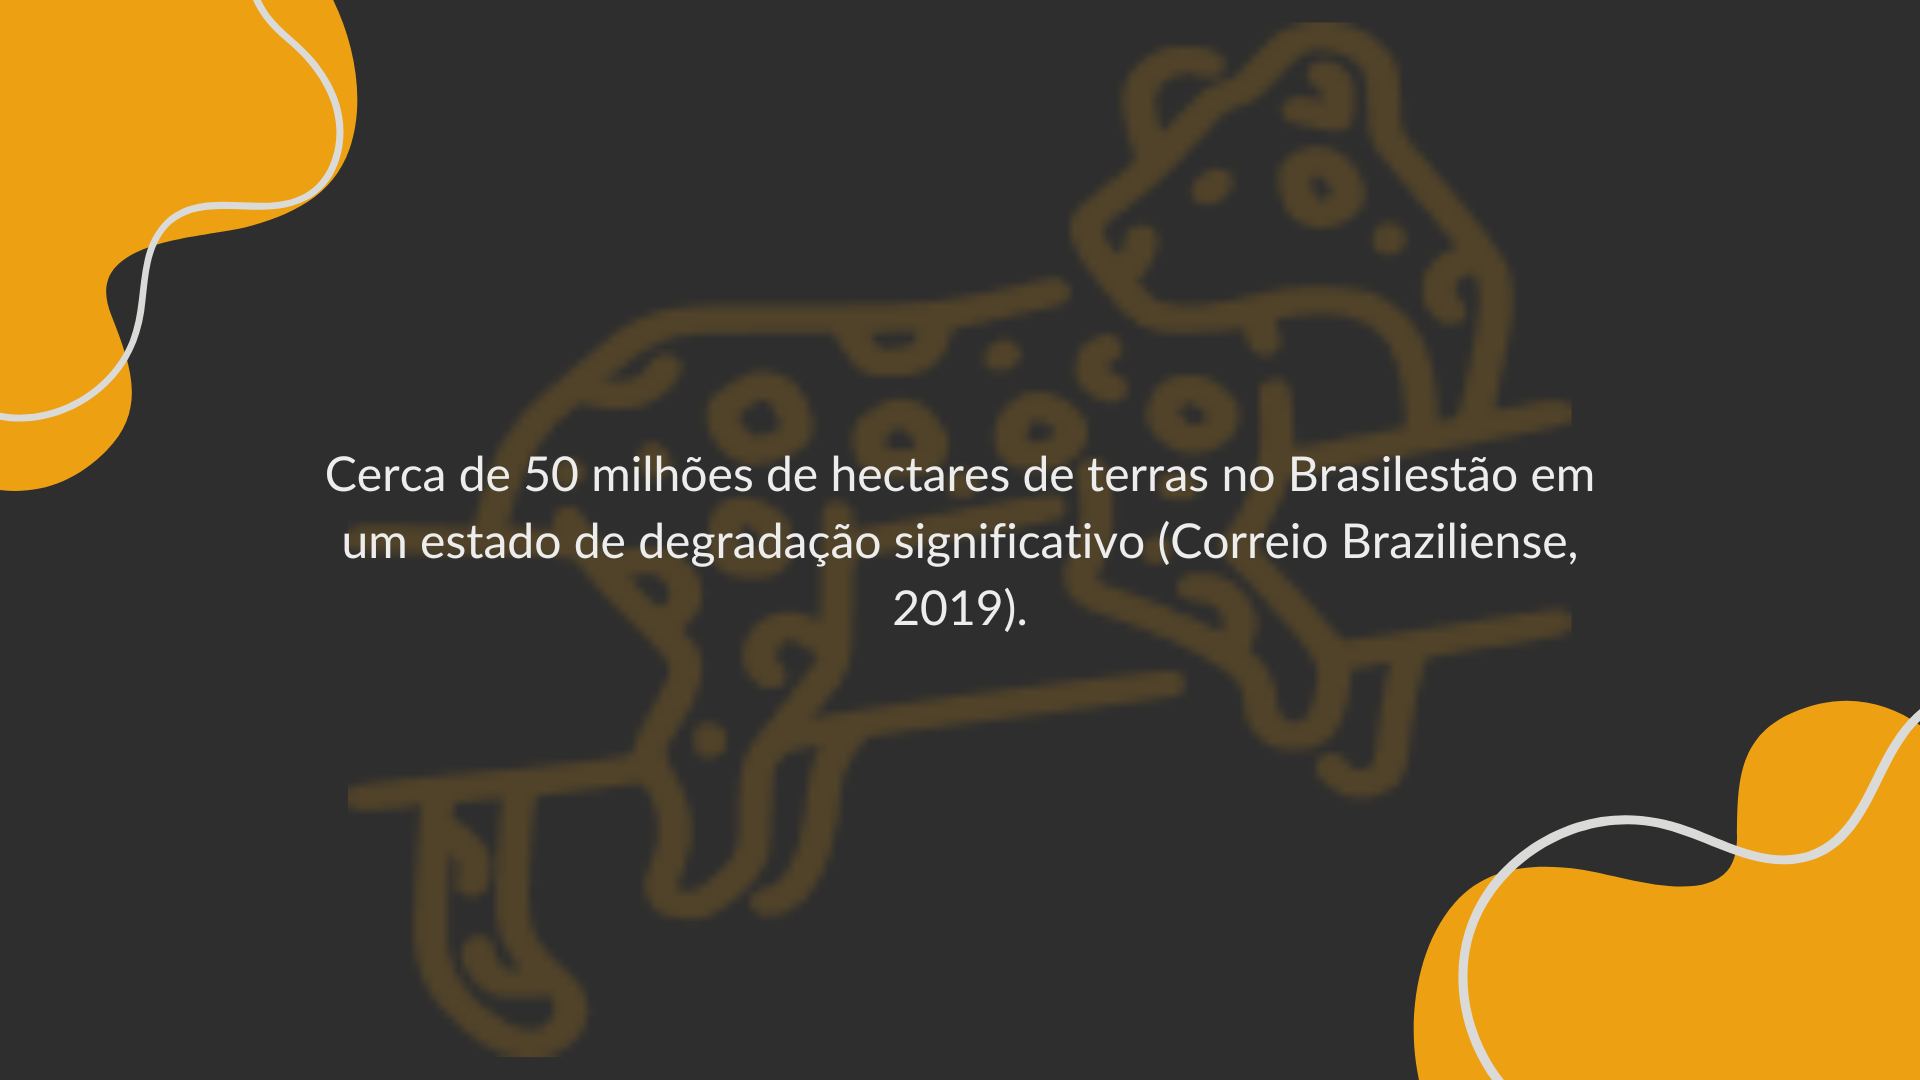 Cerca de 50 milhões de hectares de terras no Brasilestão em
um estado de degradação significativo (Correio Braziliense,
2019).